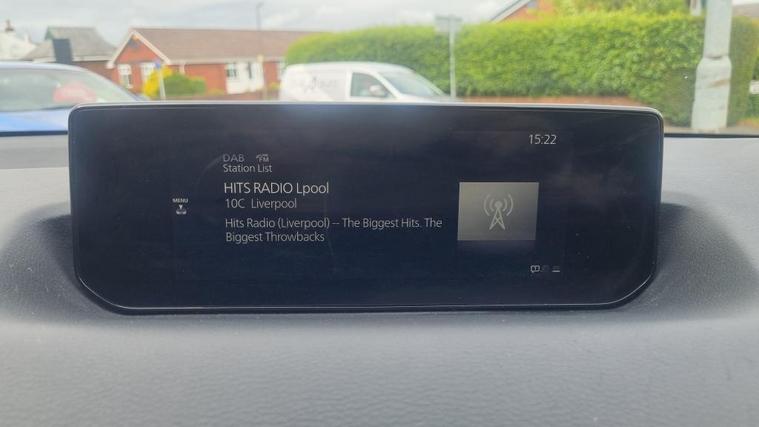 15:22
DAB FM
Station List
HITS RADIO Lpool
MENU
10C Liverpool
Hits Radio (Liverpool) -- The Biggest Hits. The
Biggest Throwbacks